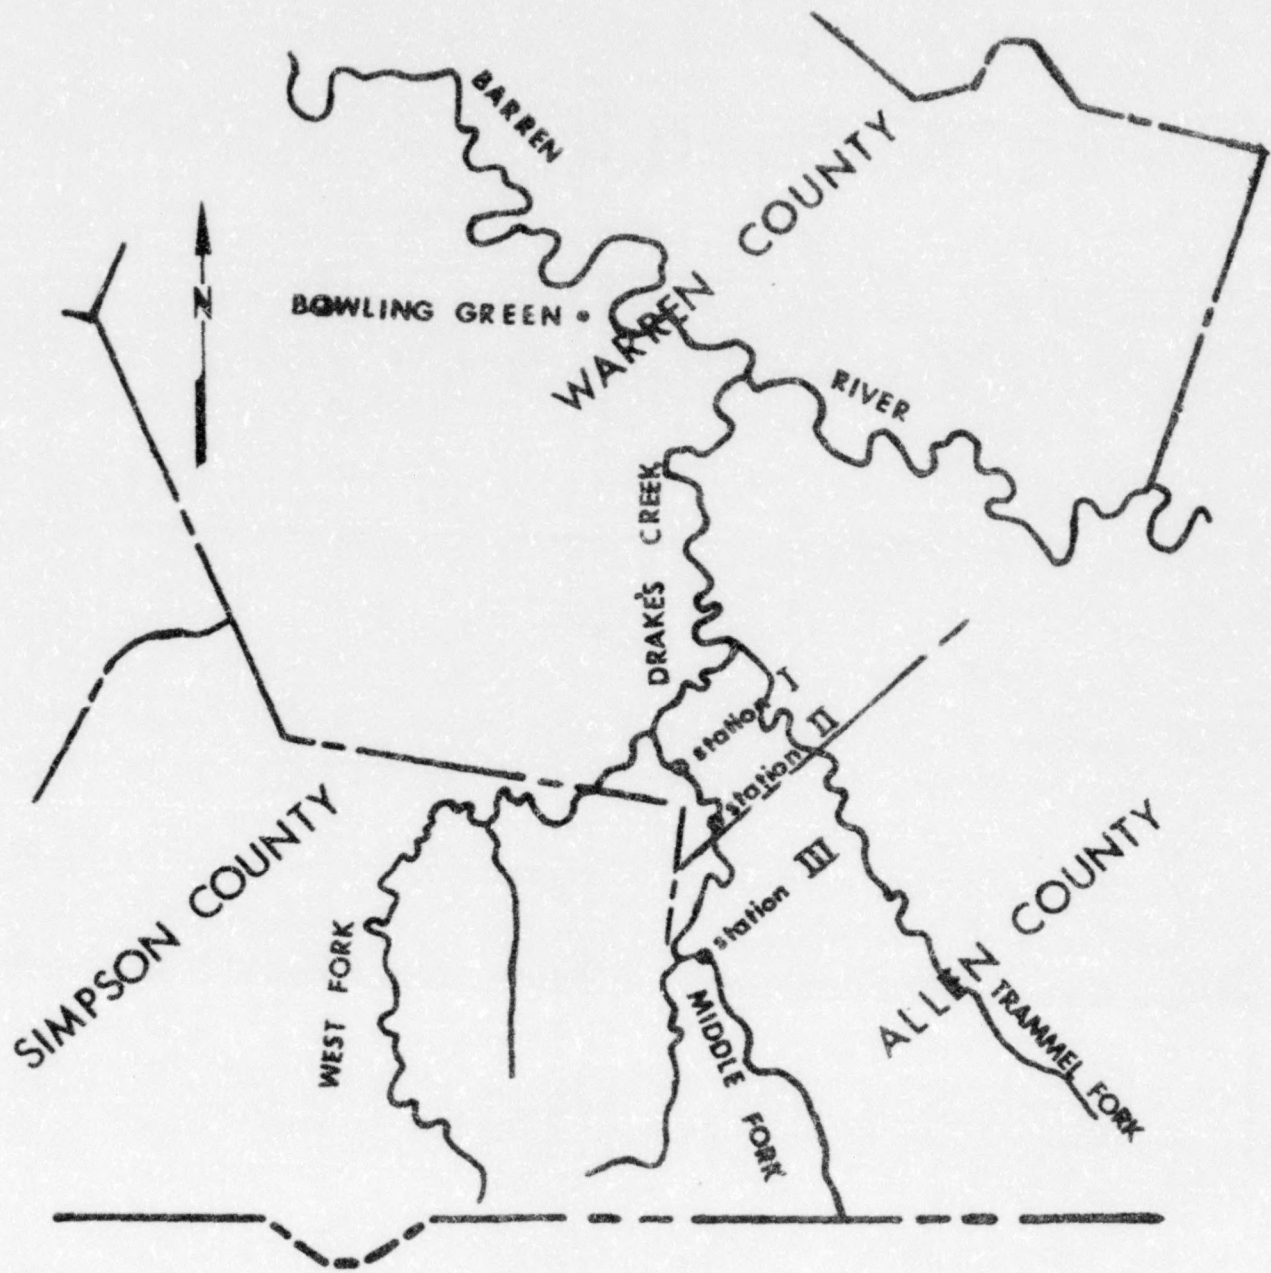 BARREN
WARREN COUNTY
N
BOWLING GREEN
RIVER
DRAKE'S CREEK
station I
station II
station III
SIMPSON COUNTY
WEST FORK
MIDDLE FORK
ALLEN COUNTY
TRAMMEL FORK